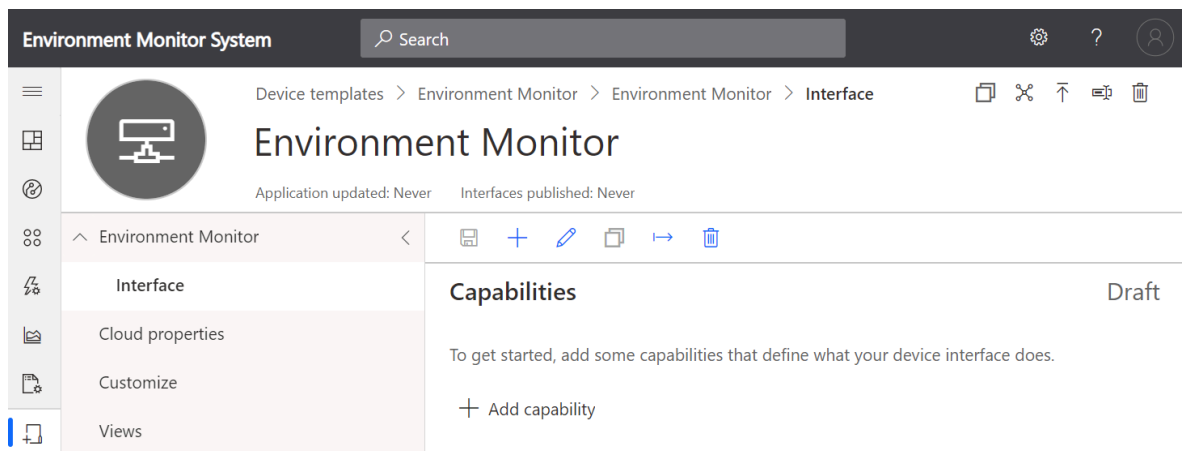 Environment Monitor System
Search
?
Device templates > Environment Monitor > Environment Monitor > Interface
Environment Monitor
Application updated: Never Interfaces published: Never
Environment Monitor
Interface
Cloud properties
Customize
Views
Capabilities
Draft
To get started, add some capabilities that define what your device interface does.
+ Add capability